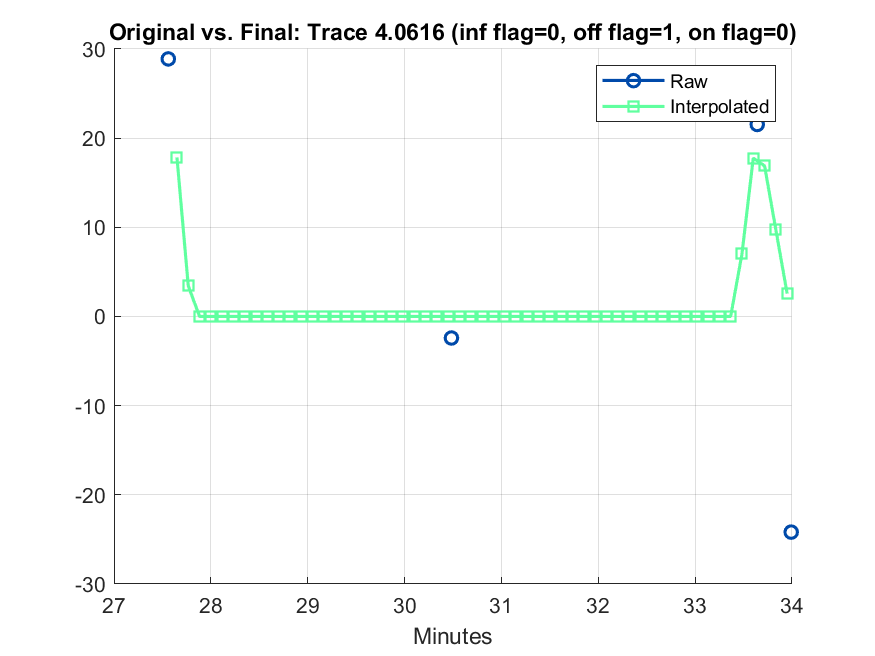 Original vs. Final: Trace 4.0616 (inf flag=0, off flag=1, on flag=0)
30
20
10
0
-10
-20
-30
Raw
Interpolated
27 28 29 30 31 32 33 34
Minutes